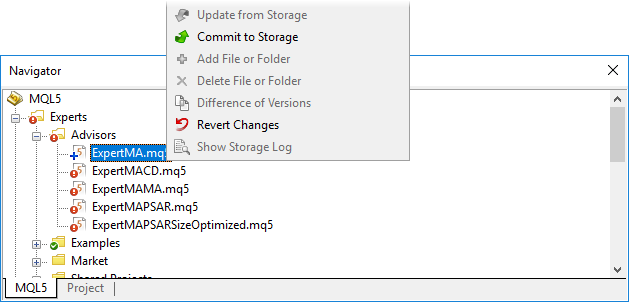 Update from Storage
Commit to Storage
Add File or Folder
Delete File or Folder
Difference of Versions
Revert Changes
Show Storage Log
Navigator
MQL5
Experts
Advisors
ExpertMA.mq5
ExpertMACD.mq5
ExpertMAMA.mq5
ExpertMAPSAR.mq5
ExpertMAPSARSizeOptimized.mq5
Examples
Market
Shared Projects
MQL5 Project